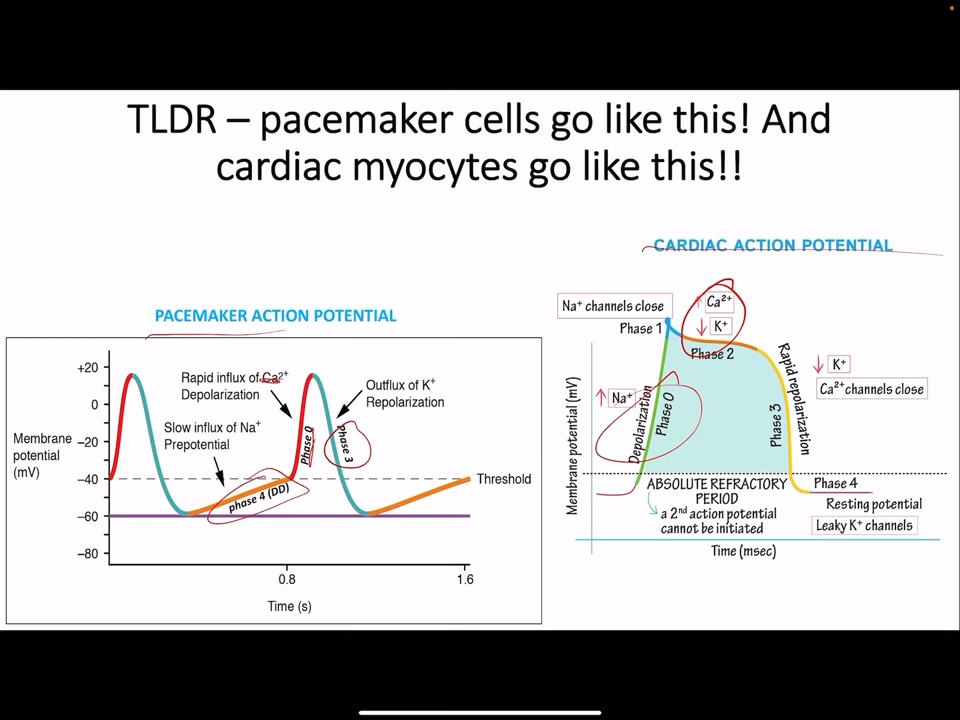 TLDR – pacemaker cells go like this! And
cardiac myocytes go like this!!
PACEMAKER ACTION POTENTIAL
+20
0
–20
–40
–60
–80
Membrane
potential
(mV)
Rapid influx of Ca²⁺
Depolarization
Slow influx of Na⁺
Prepotential
Outflux of K⁺
Repolarization
Phase 0
Phase 3
phase 4 (DD)
Threshold
0.8
1.6
Time (s)
CARDIAC ACTION POTENTIAL
Na⁺ channels close
Phase 1
↑ Ca²⁺
↓ K⁺
Phase 2
↑ Na⁺
Depolarization
Phase 0
Rapid repolarization
Phase 3
↓ K⁺
Ca²⁺ channels close
Membrane potential (mV)
ABSOLUTE REFRACTORY
PERIOD
a 2ⁿᵈ action potential
cannot be initiated
Phase 4
Resting potential
Leaky K⁺ channels
Time (msec)